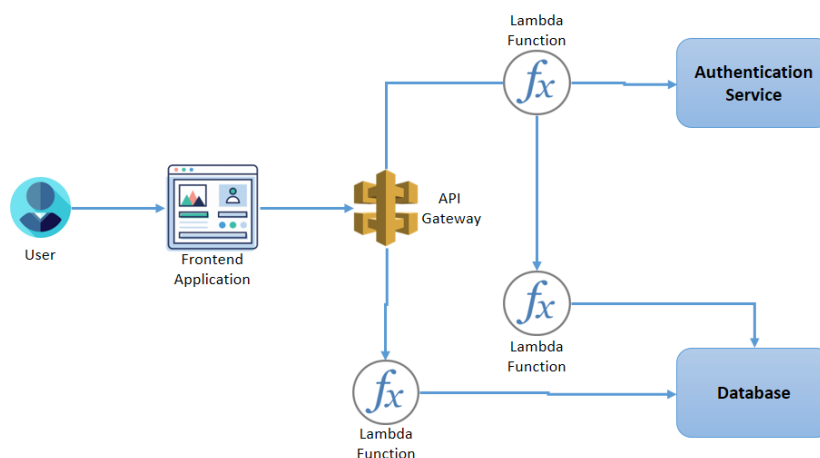 Lambda
Function
Authentication
Service
API
Gateway
User
Frontend
Application
Lambda
Function
Database
Lambda
Function